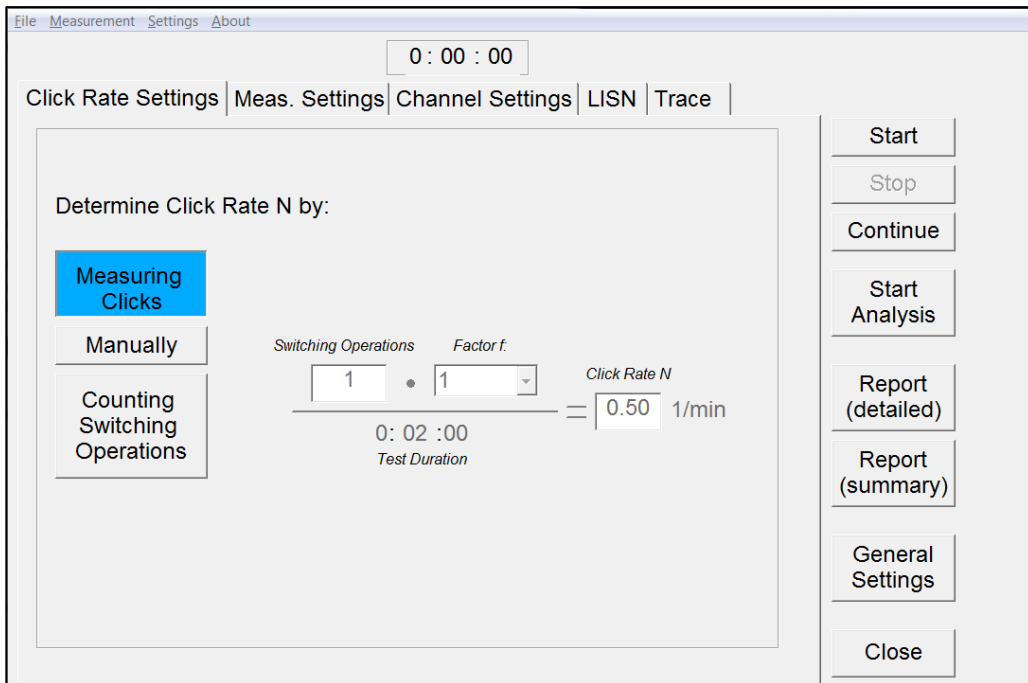 File Measurement Settings About
0 : 00 : 00
Click Rate Settings Meas. Settings Channel Settings LISN Trace
Determine Click Rate N by:
Measuring
Clicks
Manually
Counting
Switching
Operations
Switching Operations Factor f:
1 • 1
0: 02 :00
Test Duration
=
Click Rate N
0.50 1/min
Start
Stop
Continue
Start
Analysis
Report
(detailed)
Report
(summary)
General
Settings
Close